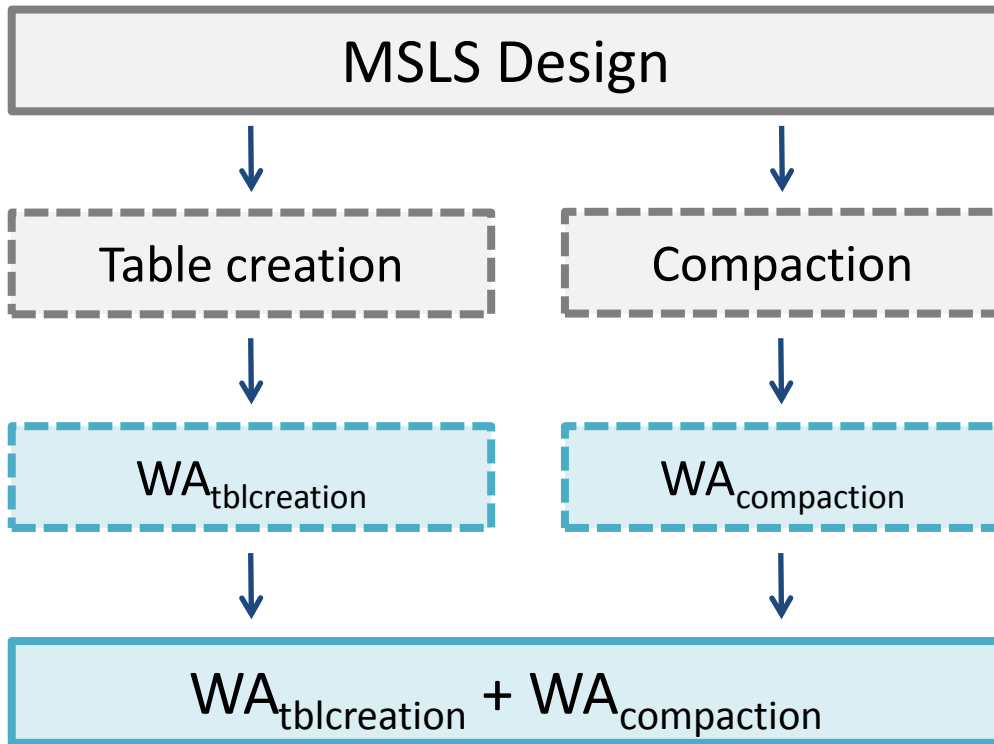 MSLS Design
Table creation
Compaction
WAtblcreation
WAcompaction
WAtblcreation + WAcompaction